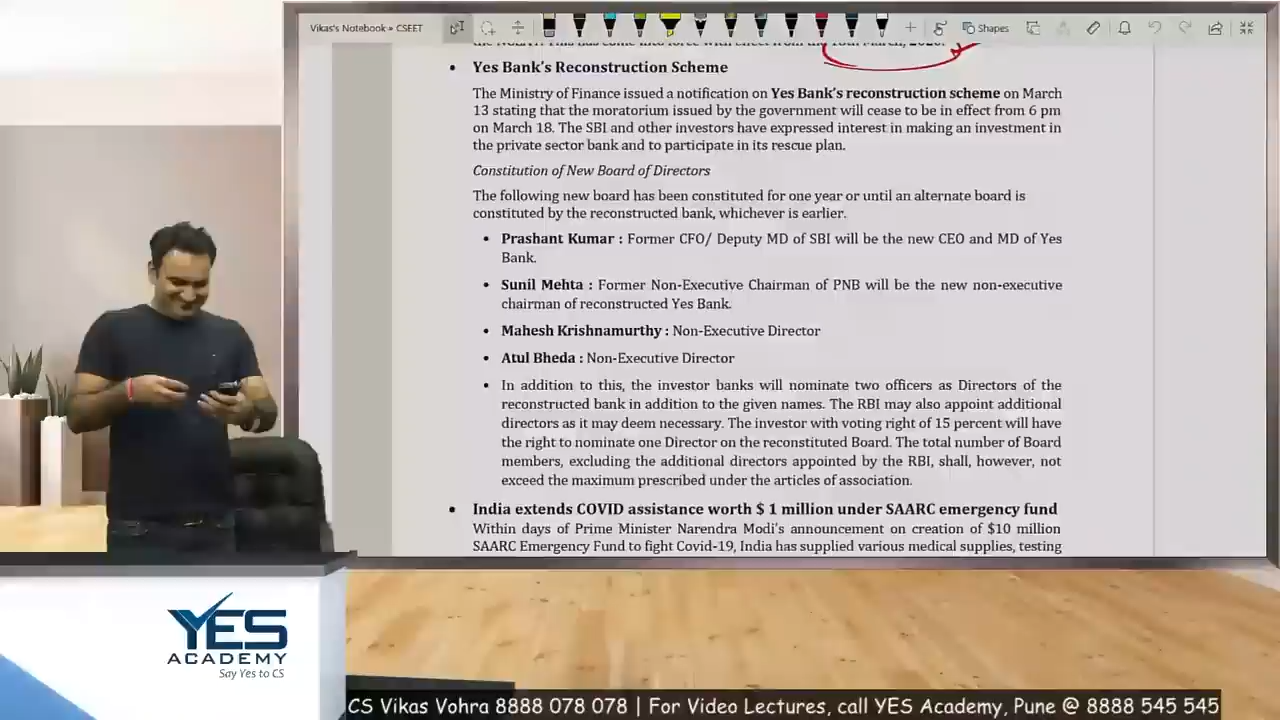 Vikas's Notebook » CSEET
Shapes
Yes Bank's Reconstruction Scheme
The Ministry of Finance issued a notification on Yes Bank's reconstruction scheme on March
13 stating that the moratorium issued by the government will cease to be in effect from 6 pm
on March 18. The SBI and other investors have expressed interest in making an investment in
the private sector bank and to participate in its rescue plan.
Constitution of New Board of Directors
The following new board has been constituted for one year or until an alternate board is
constituted by the reconstructed bank, whichever is earlier.
Prashant Kumar : Former CFO/ Deputy MD of SBI will be the new CEO and MD of Yes
Bank.
Sunil Mehta : Former Non-Executive Chairman of PNB will be the new non-executive
chairman of reconstructed Yes Bank.
Mahesh Krishnamurthy : Non-Executive Director
Atul Bheda : Non-Executive Director
In addition to this, the investor banks will nominate two officers as Directors of the
reconstructed bank in addition to the given names. The RBI may also appoint additional
directors as it may deem necessary. The investor with voting right of 15 percent will have
the right to nominate one Director on the reconstituted Board. The total number of Board
members, excluding the additional directors appointed by the RBI, shall, however, not
exceed the maximum prescribed under the articles of association.
India extends COVID assistance worth $ 1 million under SAARC emergency fund
Within days of Prime Minister Narendra Modi's announcement on creation of $10 million
SAARC Emergency Fund to fight Covid-19, India has supplied various medical supplies, testing
YES
ACADEMY
Say Yes to CS
CS Vikas Vohra 8888 078 078 | For Video Lectures, call YES Academy, Pune @ 8888 545 545